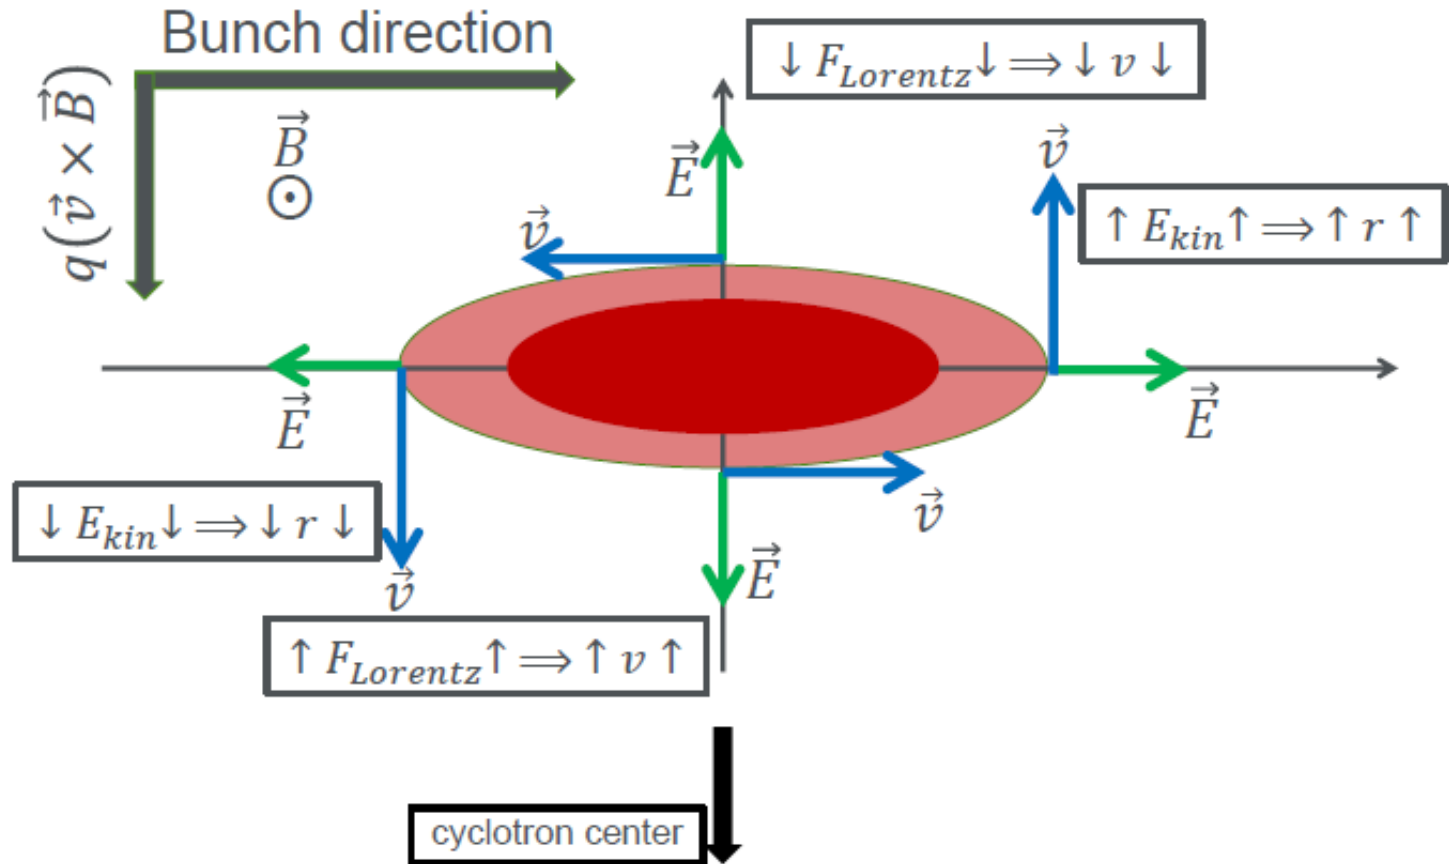 Bunch direction
↓ F_Lorentz ↓ ⟹ ↓ v ↓
q(v⃗ × B⃗)
B⃗
E⃗
v⃗
v⃗
↑ E_kin ↑ ⟹ ↑ r ↑
E⃗
E⃗
↓ E_kin ↓ ⟹ ↓ r ↓
v⃗
E⃗
v⃗
↑ F_Lorentz ↑ ⟹ ↑ v ↑
cyclotron center